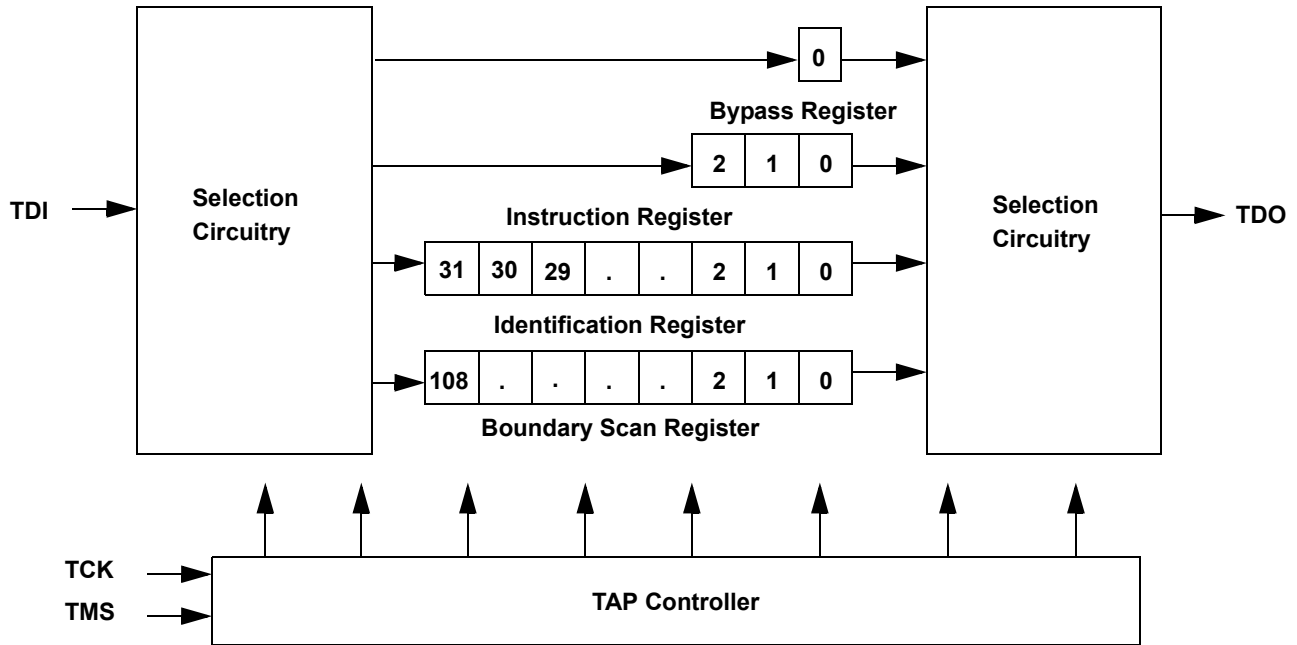 0
Bypass Register
2 1 0
TDI
Selection
Circuitry
Instruction Register
31 30 29 . . 2 1 0
Identification Register
108 . . . . 2 1 0
Boundary Scan Register
Selection
Circuitry
TDO
TCK
TMS
TAP Controller